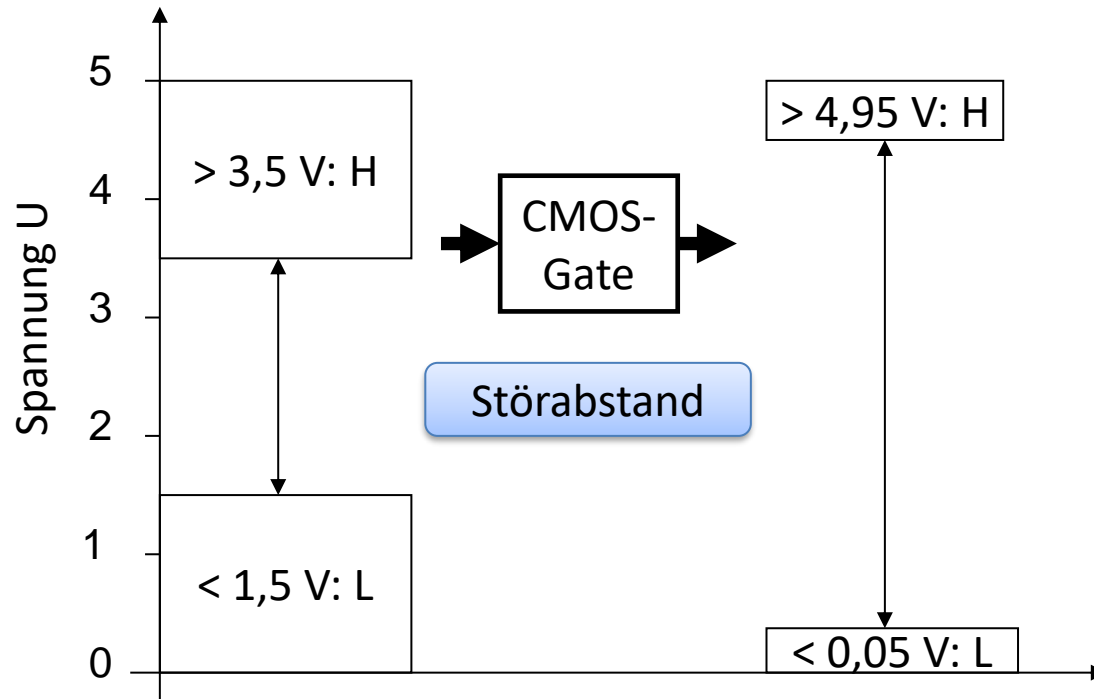 Spannung U
5
4
3
2
1
0
> 3,5 V: H
< 1,5 V: L
CMOS-
Gate
Störabstand
> 4,95 V: H
< 0,05 V: L